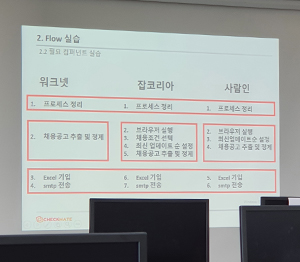 2. Flow 실습
1.2 필요 컴퍼넌트 실습
워크넷
잡코리아
사람인
1. 프로세스 정리
1. 프로세스 정리
1. 프로세스 정리
2. 채용공고 추출 및 정제
2. 브라우저 실행
3. 채용조건 선택
4. 최신 업데이트 순 설정
5. 채용공고 추출 및 정제
2. 브라우저 실행
3. 최신업데이트순 설정
4. 채용공고 추출 및 정제
3. Excel 기입
4. smtp 전송
6. Excel 기입
7. smtp 전송
5. Excel 기입
6. smtp 전송